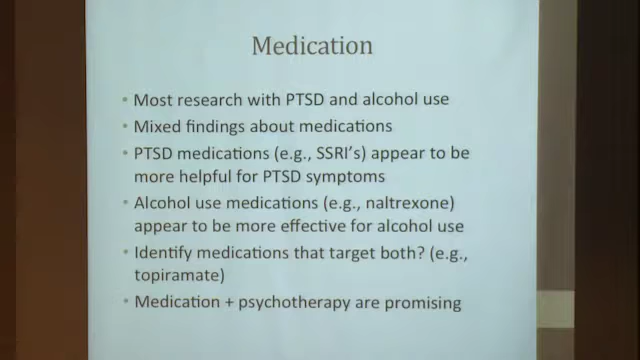 Medication
• Most research with PTSD and alcohol use
• Mixed findings about medications
• PTSD medications (e.g., SSRI's) appear to be
more helpful for PTSD symptoms
• Alcohol use medications (e.g., naltrexone)
appear to be more effective for alcohol use
• Identify medications that target both? (e.g.,
topiramate)
• Medication + psychotherapy are promising